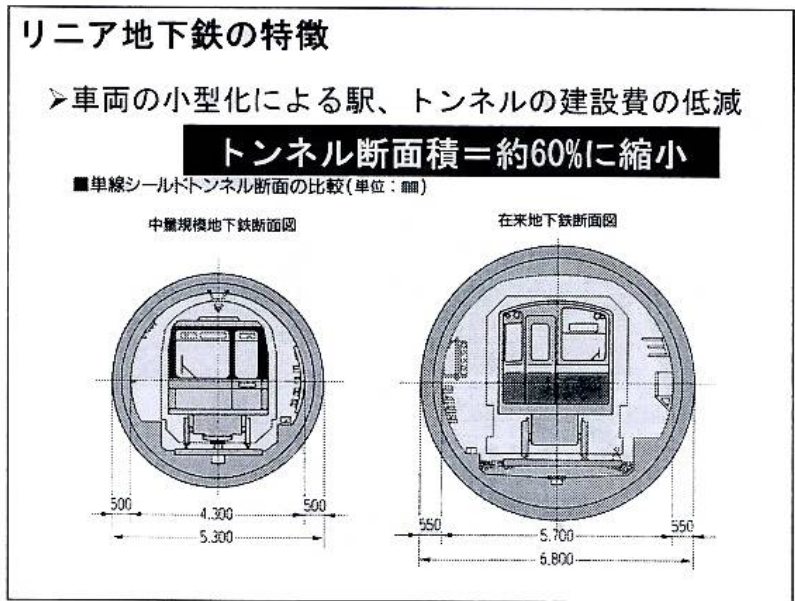 リニア地下鉄の特徴
➢車両の小型化による駅、トンネルの建設費の低減
トンネル断面積＝約60%に縮小
■単線シールドトンネル断面の比較(単位：㎜)
中量規模地下鉄断面図
在来地下鉄断面図
500
4.300
500
5.300
550
5.700
550
6.800